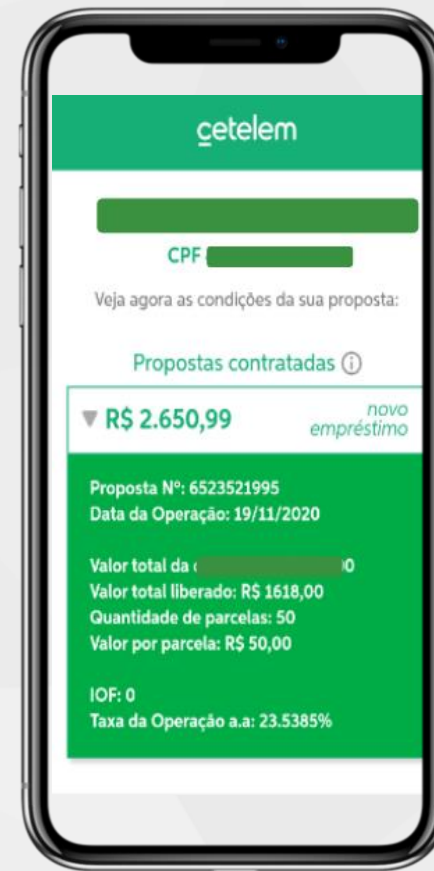 cetelem
CPF
Veja agora as condições da sua proposta:
Propostas contratadas
R$ 2.650,99
novo
empréstimo
Proposta Nº: 6523521995
Data da Operação: 19/11/2020
Valor total da
Valor total liberado: R$ 1618,00
Quantidade de parcelas: 50
Valor por parcela: R$ 50,00
IOF: 0
Taxa da Operação a.a: 23.5385%